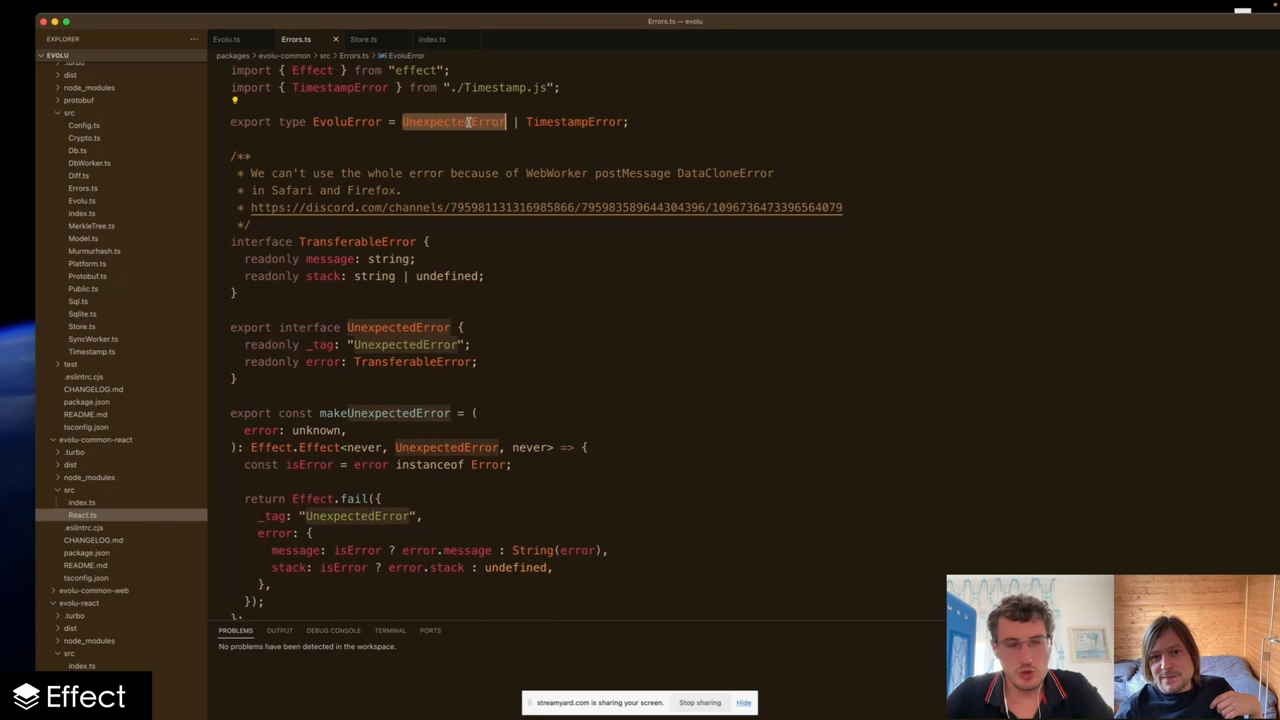 Errors.ts — evolu
EXPLORER
···
EVOLU
.turbo
dist
node_modules
protobuf
src
Config.ts
Crypto.ts
Db.ts
DbWorker.ts
Diff.ts
Errors.ts
Evolu.ts
index.ts
MerkleTree.ts
Model.ts
Murmurhash.ts
Platform.ts
Protobuf.ts
Public.ts
Sql.ts
Sqlite.ts
Store.ts
SyncWorker.ts
Timestamp.ts
test
.eslintrc.cjs
CHANGELOG.md
package.json
README.md
tsconfig.json
evolu-common-react
.turbo
dist
node_modules
src
index.ts
React.ts
.eslintrc.cjs
CHANGELOG.md
package.json
README.md
tsconfig.json
evolu-common-web
evolu-react
.turbo
dist
node_modules
src
index.ts
Evolu.ts Errors.ts × Store.ts index.ts
packages > evolu-common > src > Errors.ts > EvoluError
import { Effect } from "effect";
import { TimestampError } from "./Timestamp.js";
export type EvoluError = UnexpectedError | TimestampError;
/**
* We can't use the whole error because of WebWorker postMessage DataCloneError
* in Safari and Firefox.
* https://discord.com/channels/795981131316985866/795983589644304396/1096736473396564079
*/
interface TransferableError {
readonly message: string;
readonly stack: string | undefined;
}
export interface UnexpectedError {
readonly _tag: "UnexpectedError";
readonly error: TransferableError;
}
export const makeUnexpectedError = (
error: unknown,
): Effect.Effect<never, UnexpectedError, never> => {
const isError = error instanceof Error;
return Effect.fail({
_tag: "UnexpectedError",
error: {
message: isError ? error.message : String(error),
stack: isError ? error.stack : undefined,
},
});
};
PROBLEMS OUTPUT DEBUG CONSOLE TERMINAL PORTS
No problems have been detected in the workspace.
streamyard.com is sharing your screen. Stop sharing Hide
Effect